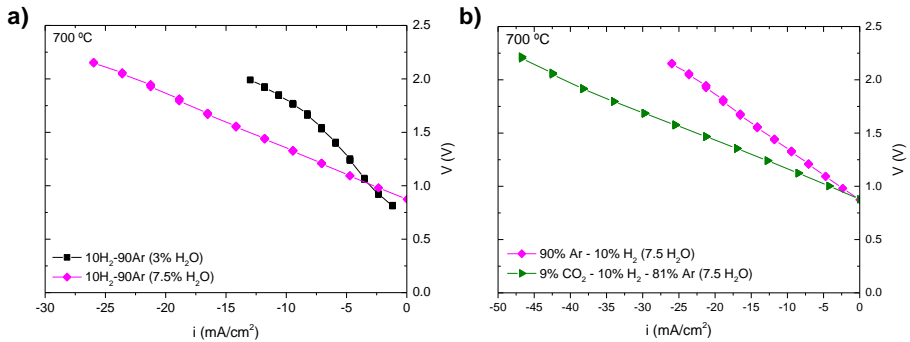 a)
700 ºC
2.5
2.0
1.5
1.0
0.5
0.0
V (V)
10H₂-90Ar (3% H₂O)
10H₂-90Ar (7.5% H₂O)
-30 -25 -20 -15 -10 -5 0
i (mA/cm²)
b)
700 ºC
2.5
2.0
1.5
1.0
0.5
0.0
V (V)
90% Ar - 10% H₂ (7.5 H₂O)
9% CO₂ - 10% H₂ - 81% Ar (7.5 H₂O)
-50 -45 -40 -35 -30 -25 -20 -15 -10 -5 0
i (mA/cm²)